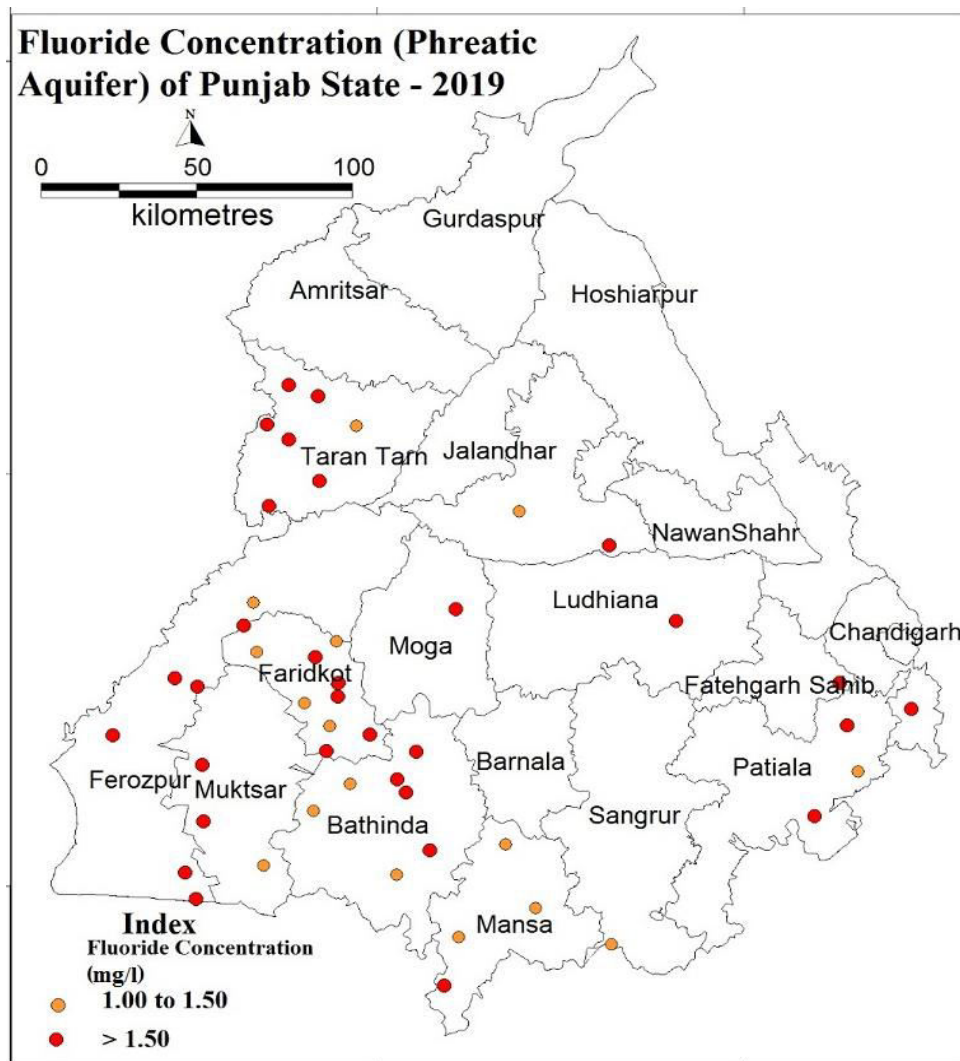 Fluoride Concentration (Phreatic
Aquifer) of Punjab State - 2019
N
0 50 100
kilometres
Gurdaspur
Amritsar
Hoshiarpur
Jalandhar
Taran Tarn
NawanShahr
Ludhiana
Chandigarh
Moga
Faridkot
Fatehgarh Sahib
Barnala
Patiala
Ferozpur
Muktsar
Sangrur
Bathinda
Mansa
Index
Fluoride Concentration
(mg/l)
1.00 to 1.50
> 1.50